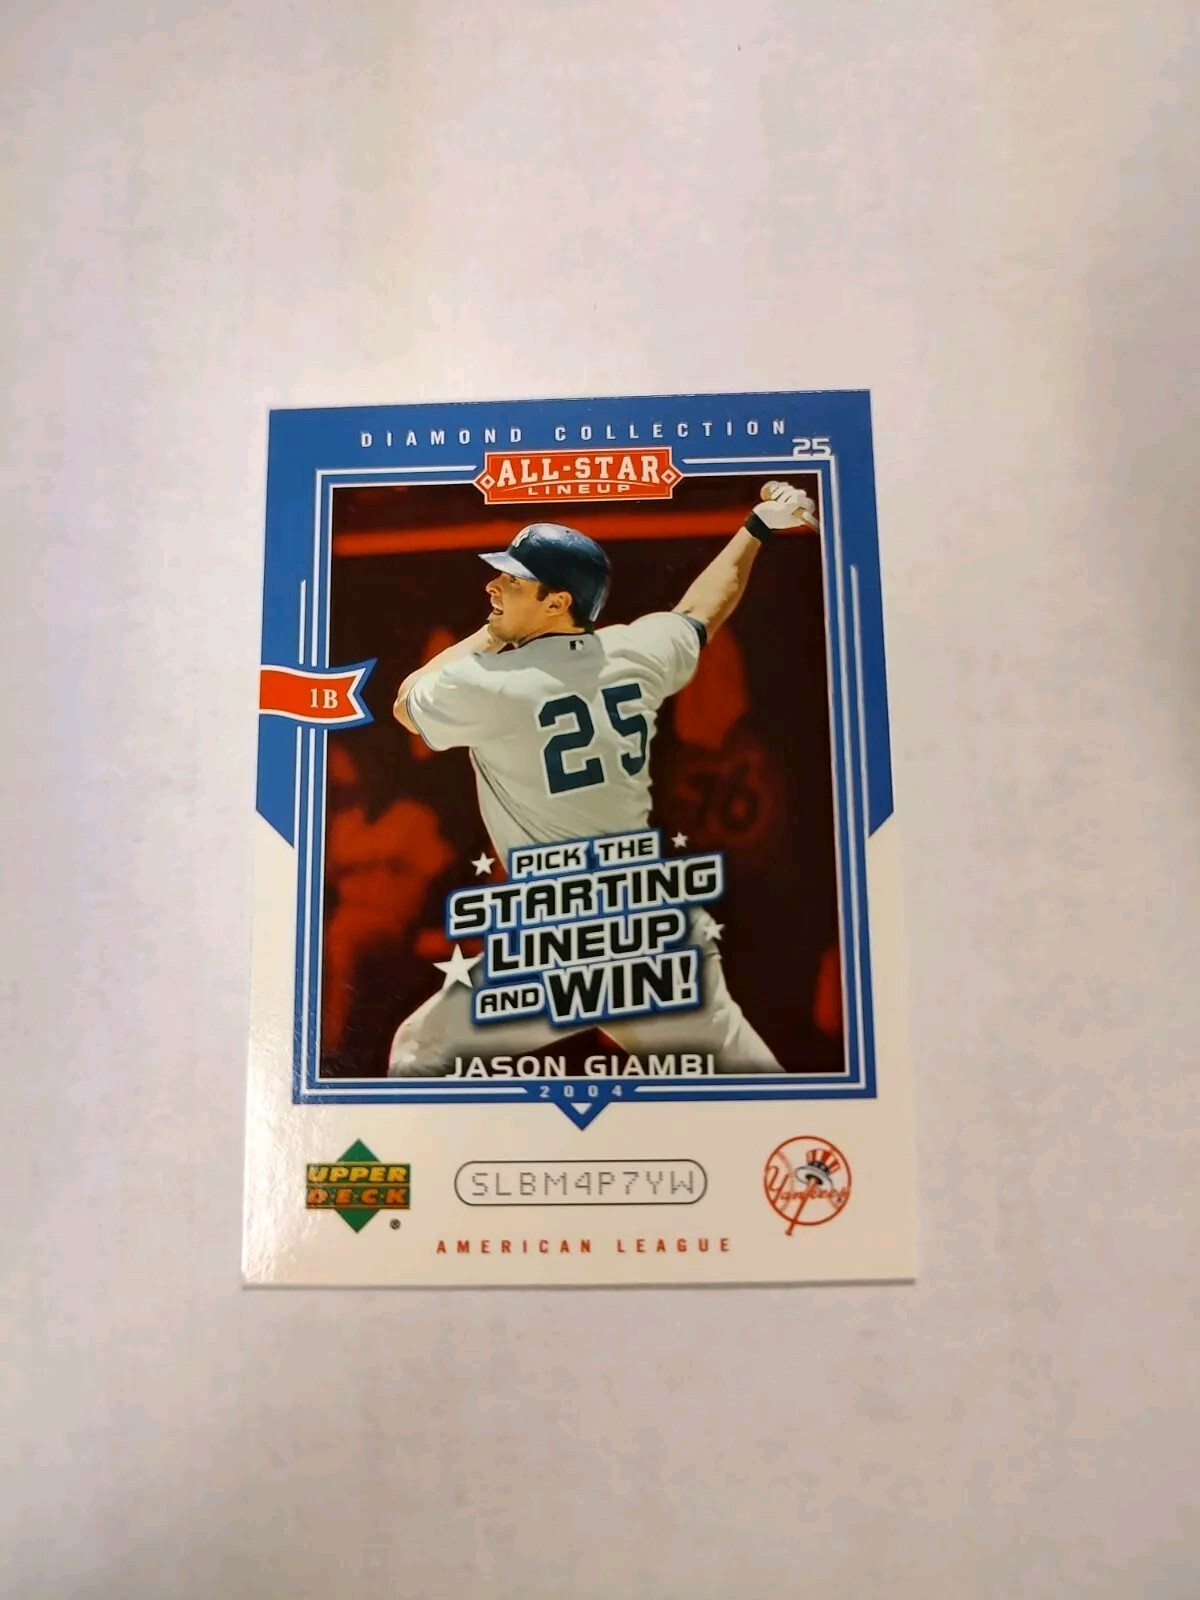 DIAMOND COLLECTION
25
ALL-STAR
LINEUP
1B
25
76
PICK THE
STARTING
LINEUP
AND WIN!
JASON GIAMBI
2004
UPPER
DECK
®
SLBM4P7YW
Yankees
AMERICAN LEAGUE